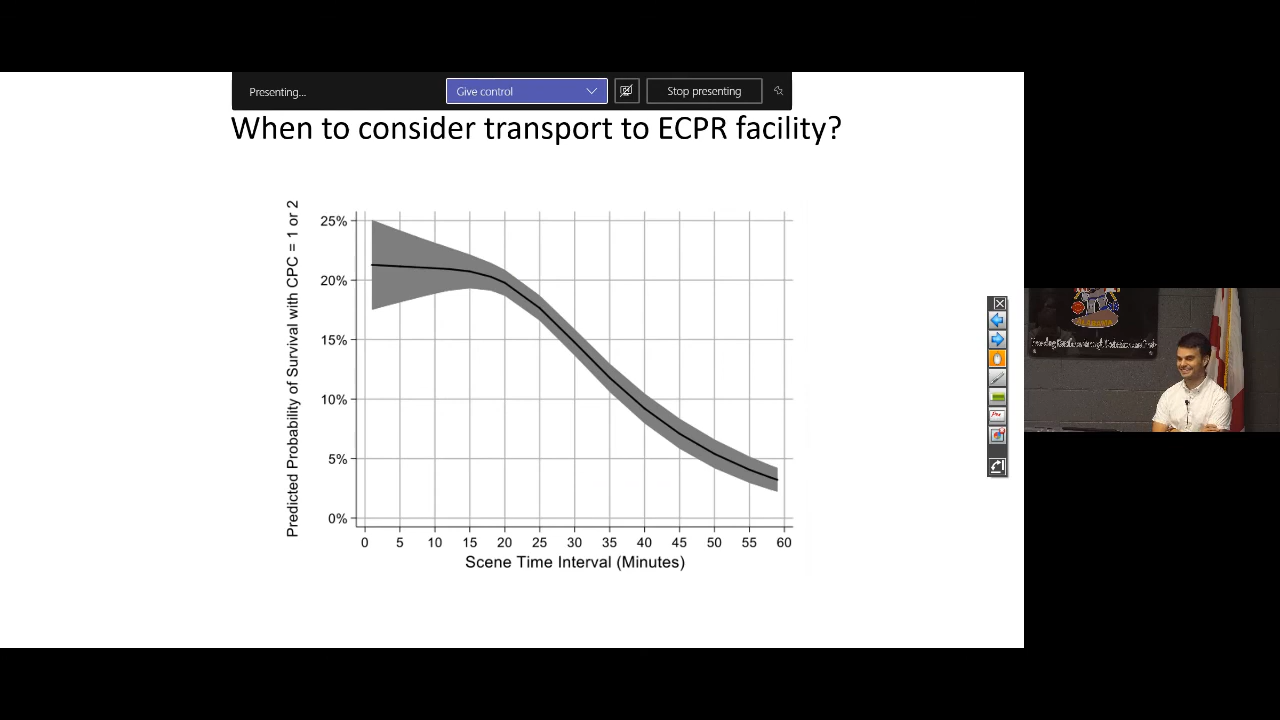 Presenting...
Give control
Stop presenting
When to consider transport to ECPR facility?
Predicted Probability of Survival with CPC = 1 or 2
25%
20%
15%
10%
5%
0%
0 5 10 15 20 25 30 35 40 45 50 55 60
Scene Time Interval (Minutes)